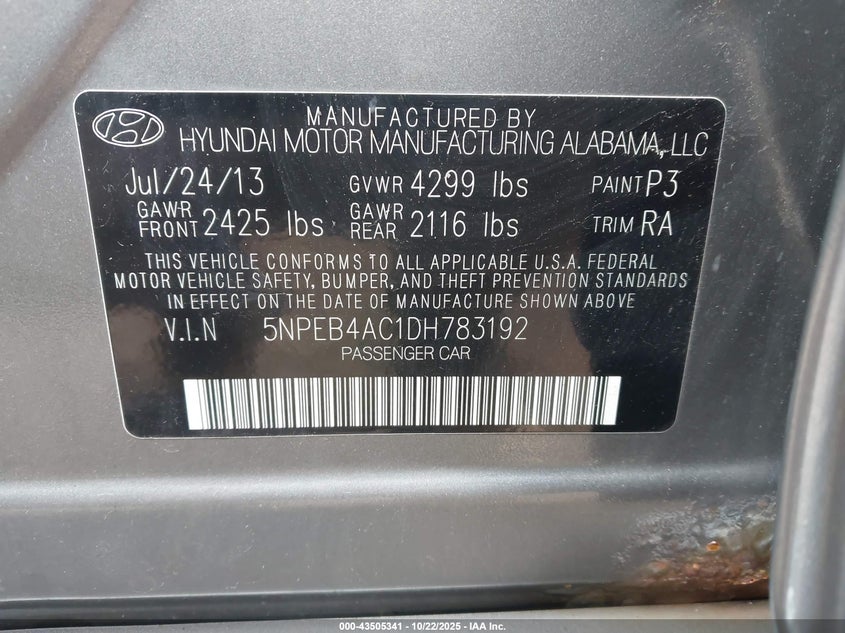 MANUFACTURED BY
HYUNDAI MOTOR MANUFACTURING ALABAMA, LLC
Jul/24/13 GVWR 4299 lbs PAINT P3
GAWR FRONT 2425 lbs GAWR REAR 2116 lbs TRIM RA
THIS VEHICLE CONFORMS TO ALL APPLICABLE U.S.A. FEDERAL
MOTOR VEHICLE SAFETY, BUMPER, AND THEFT PREVENTION STANDARDS
IN EFFECT ON THE DATE OF MANUFACTURE SHOWN ABOVE
V.I.N 5NPEB4AC1DH783192
PASSENGER CAR
000-43505341 - 10/22/2025 - IAA Inc.